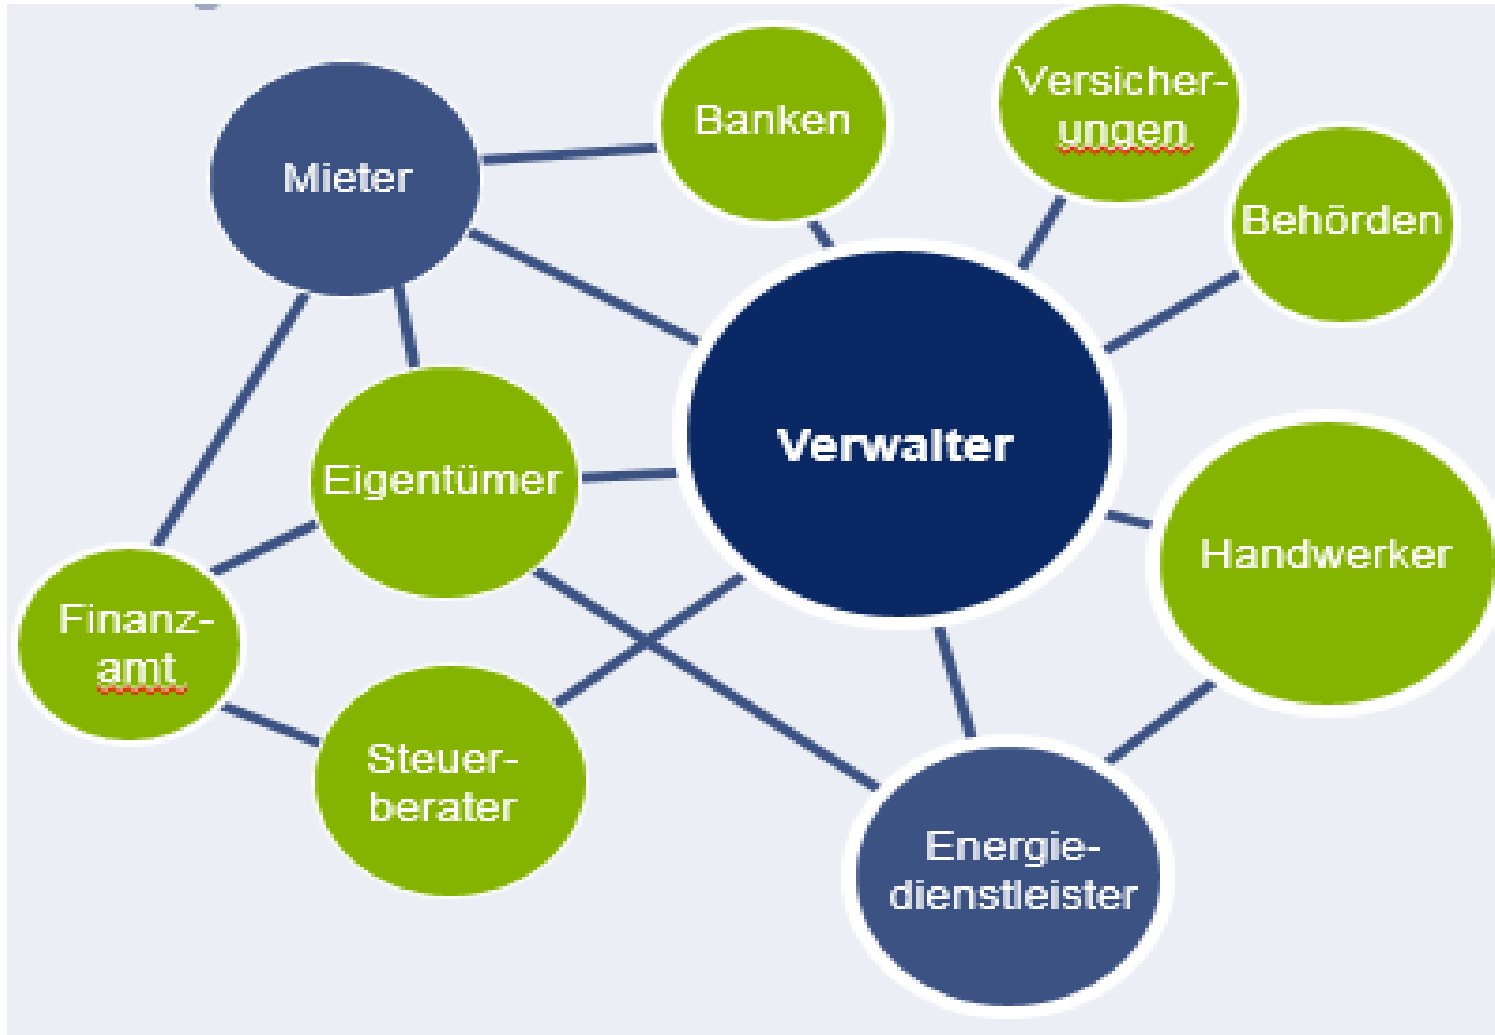 Banken
Versicher-
ungen
Mieter
Behörden
Verwalter
Eigentümer
Handwerker
Finanz-
amt
Steuer-
berater
Energie-
dienstleister